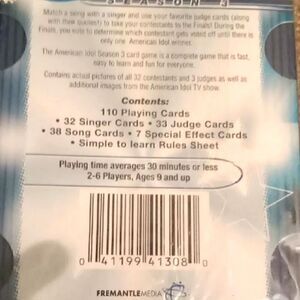 SEASON 3
Match a song with a singer and use your favorite judge cards (along
with their quotes!) to take your contestants to the Finals! During the
Finals, you vote to determine which contestant gets voted off until there is
only one American Idol winner.
The American Idol Season 3 card game is a complete game that is fast,
easy to learn and fun for everyone.
Contains actual pictures of all 32 contestants and 3 judges as well as
additional images from the American Idol TV show.
Contents:
110 Playing Cards
• 32 Singer Cards • 33 Judge Cards
• 38 Song Cards • 7 Special Effect Cards
• Simple to learn Rules Sheet
Playing time averages 30 minutes or less
2-6 Players, Ages 9 and up
0 41199 41308 0
FREMANTLEMEDIA